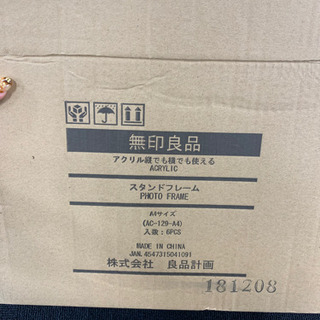 無印良品
アクリル縦でも横でも使える
ACRYLIC
スタンドフレーム
PHOTO FRAME
A4サイズ
(AC-129-A4)
入数:6PCS
MADE IN CHINA
JAN.4547315041091
株式会社 良品計画
181208